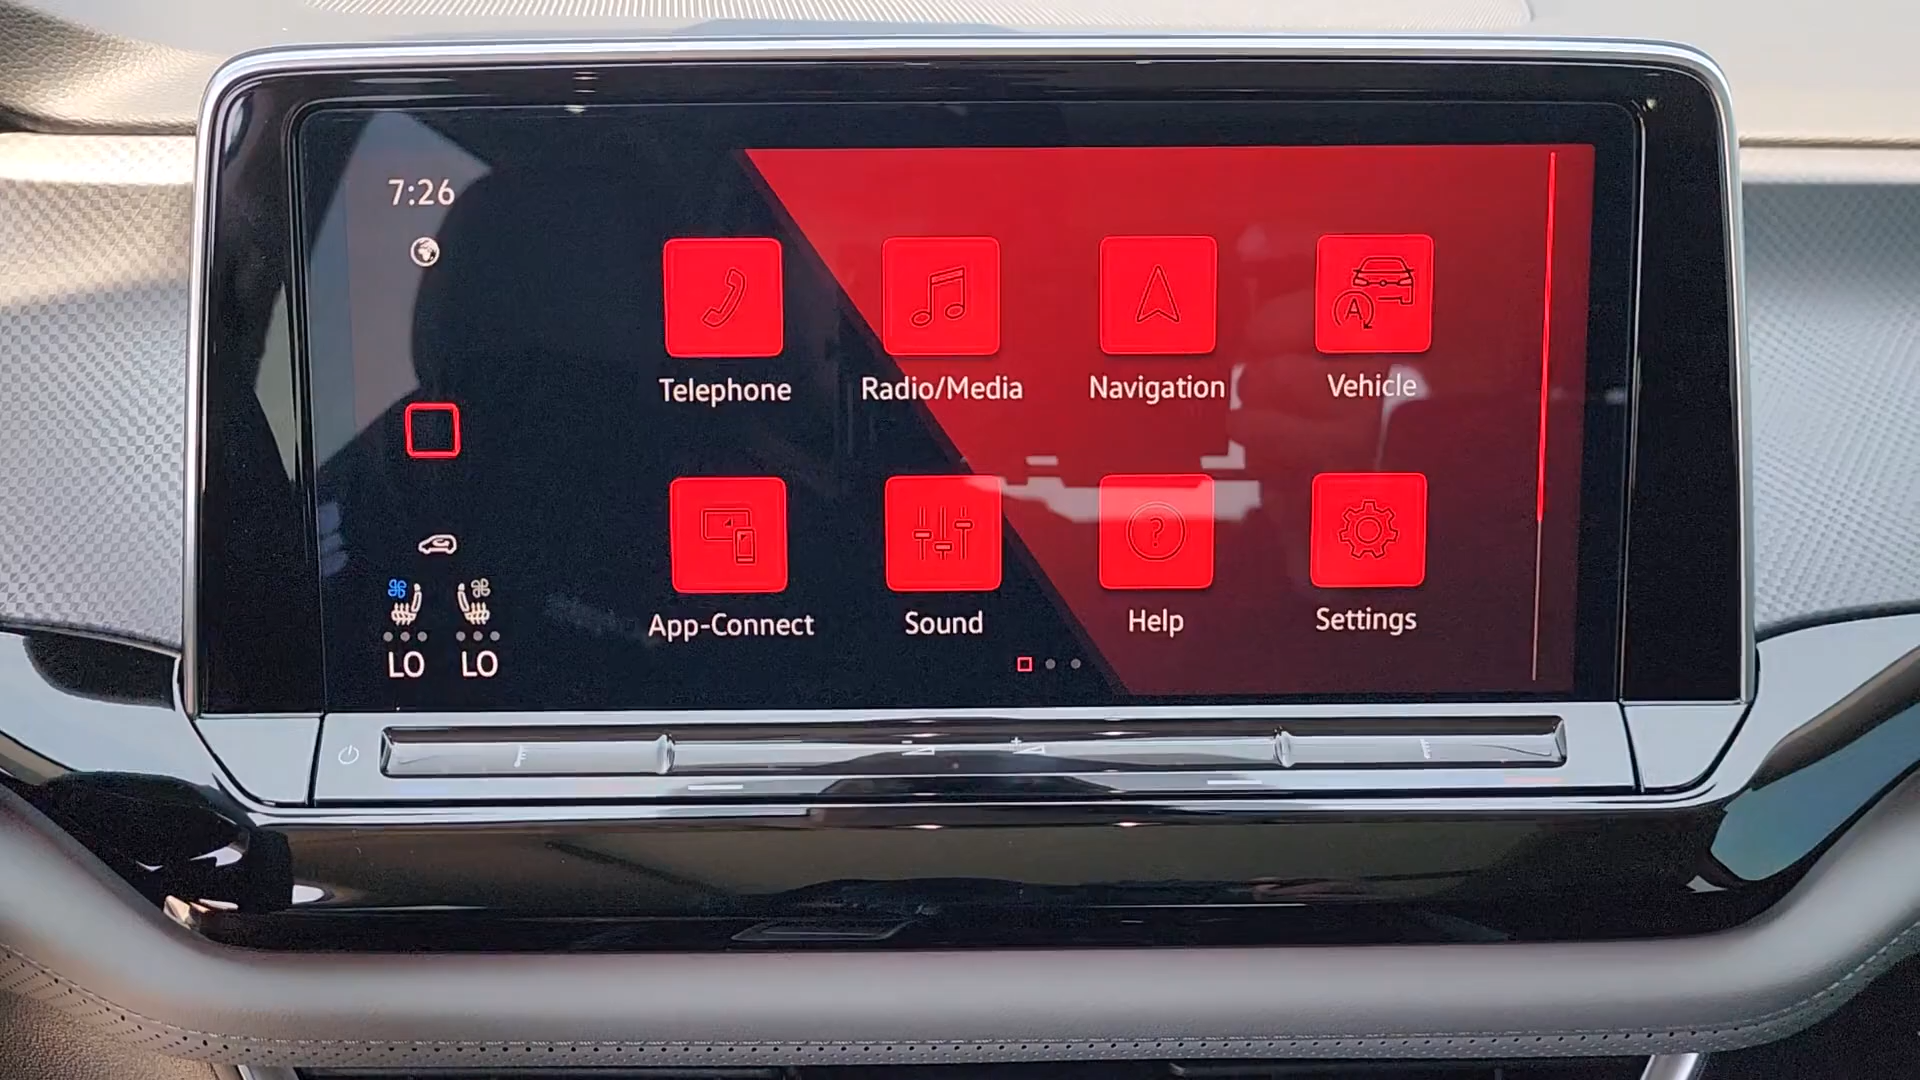 7:26
Telephone
Radio/Media
Navigation
A
Vehicle
App-Connect
Sound
?
Help
Settings
LO
LO